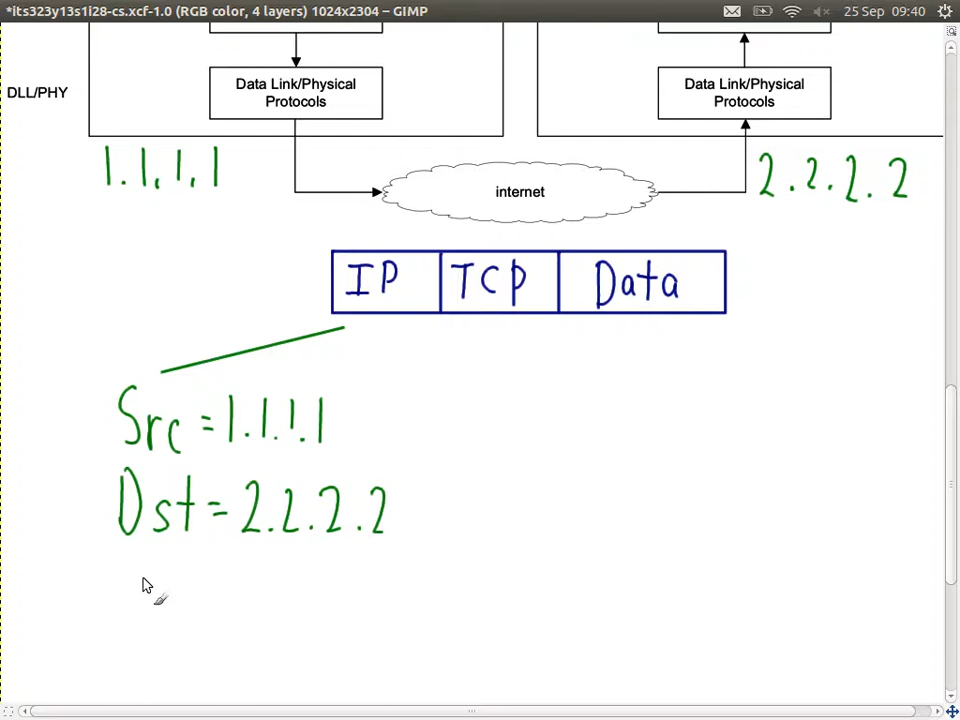 *its323y13s1l28-cs.xcf-1.0 (RGB color, 4 layers) 1024x2304 – GIMP
25 Sep 09:40
DLL/PHY
Data Link/Physical
Protocols
Data Link/Physical
Protocols
1.1.1.1
internet
2.2.2.2
IP TCP Data
Src = 1.1.1.1
Dst = 2.2.2.2